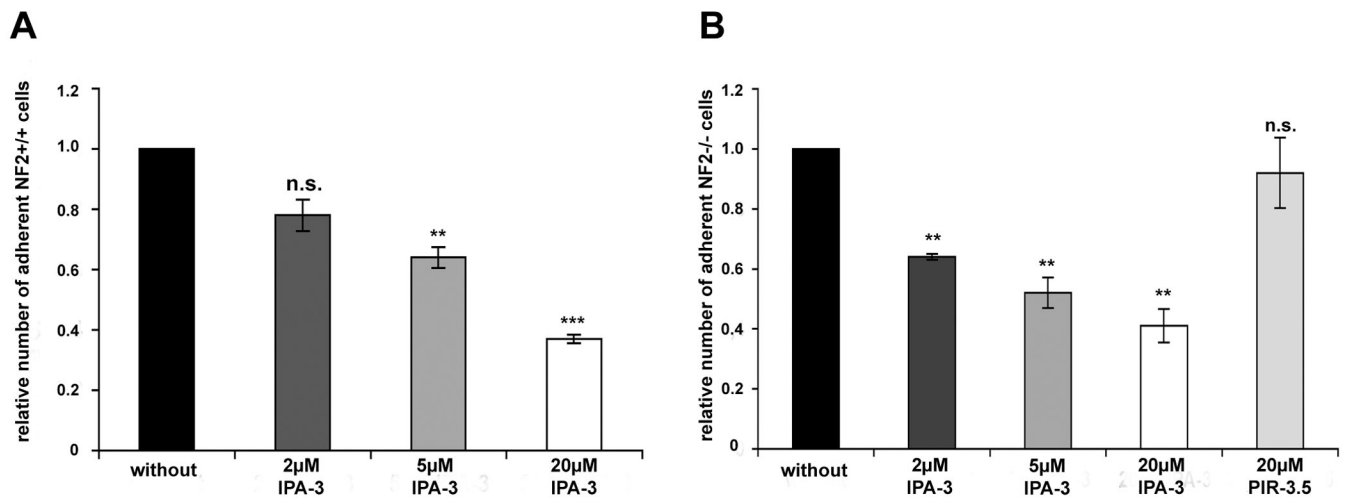 A
relative number of adherent NF2+/+ cells
1.2
1.0
0.8
0.6
0.4
0.2
0
n.s.
**
***
without
2µM
IPA-3
5µM
IPA-3
20µM
IPA-3
B
relative number of adherent NF2-/- cells
1.2
1.0
0.8
0.6
0.4
0.2
0
**
**
**
n.s.
without
2µM
IPA-3
5µM
IPA-3
20µM
IPA-3
20µM
PIR-3.5